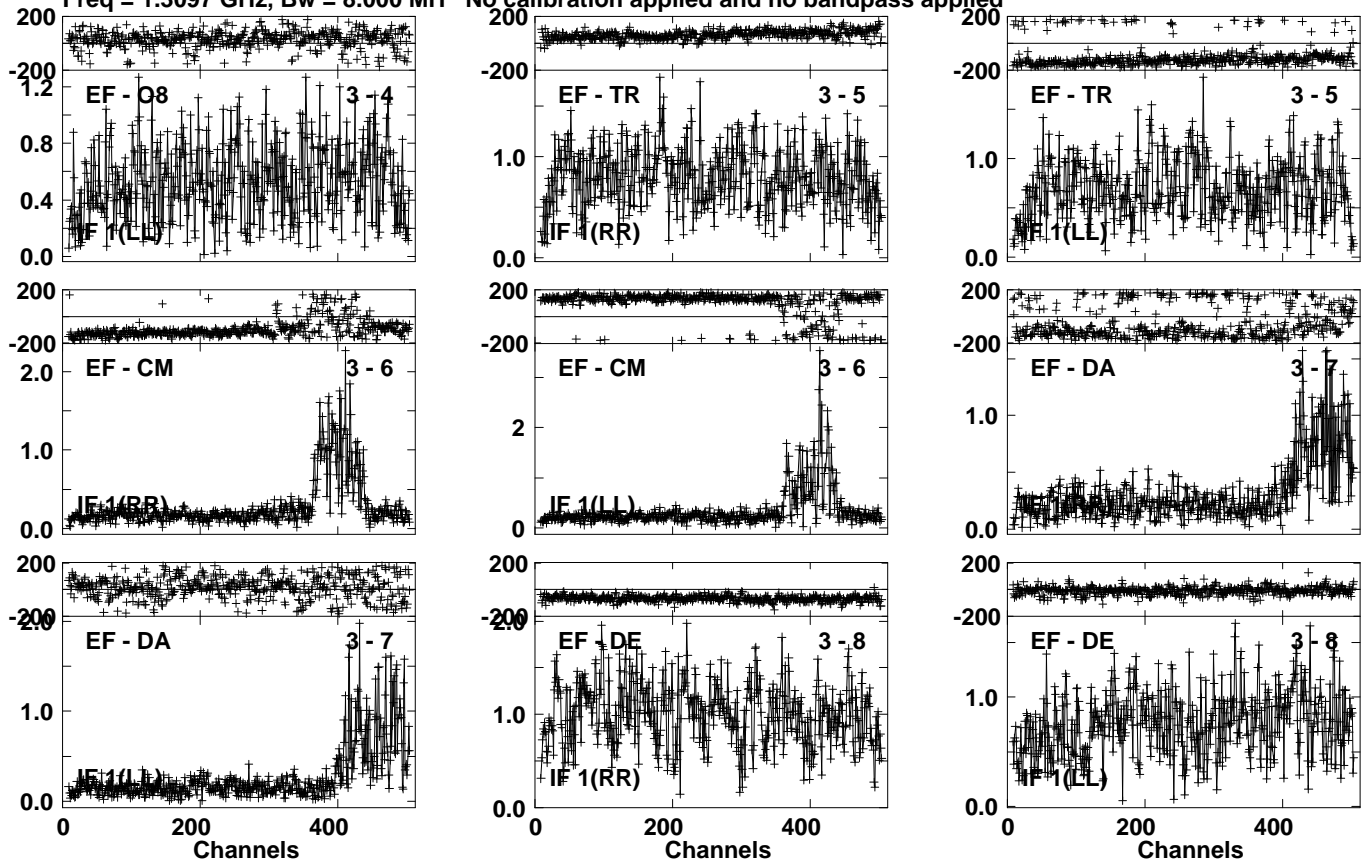 Freq = 1.5097 GHz, Bw = 8.000 MH No calibration applied and no bandpass applied
200 200 200
-200 -200 -200
EF - O8 3 - 4 EF - TR 3 - 5 EF - TR 3 - 5
1.2
0.8 1.0 1.0
0.4
IF 1(LL) IF 1(RR) IF 1(LL)
0.0 0.0 0.0
200 200 200
-200 -200 -200
EF - CM 3 - 6 EF - CM 3 - 6 EF - DA 3 - 7
2.0 2 1.0
1.0
IF 1(RR) IF 1(LL)
0.0 0 0.0
200 200 200
-200 -200 -200
2.0 2.0
EF - DA 3 - 7 EF - DE 3 - 8 EF - DE 3 - 8
1.0 1.0 1.0
IF 1(LL) IF 1(RR) IF 1(LL)
0.0 0.0 0.0
0 200 400 0 200 400 0 200 400
Channels Channels Channels